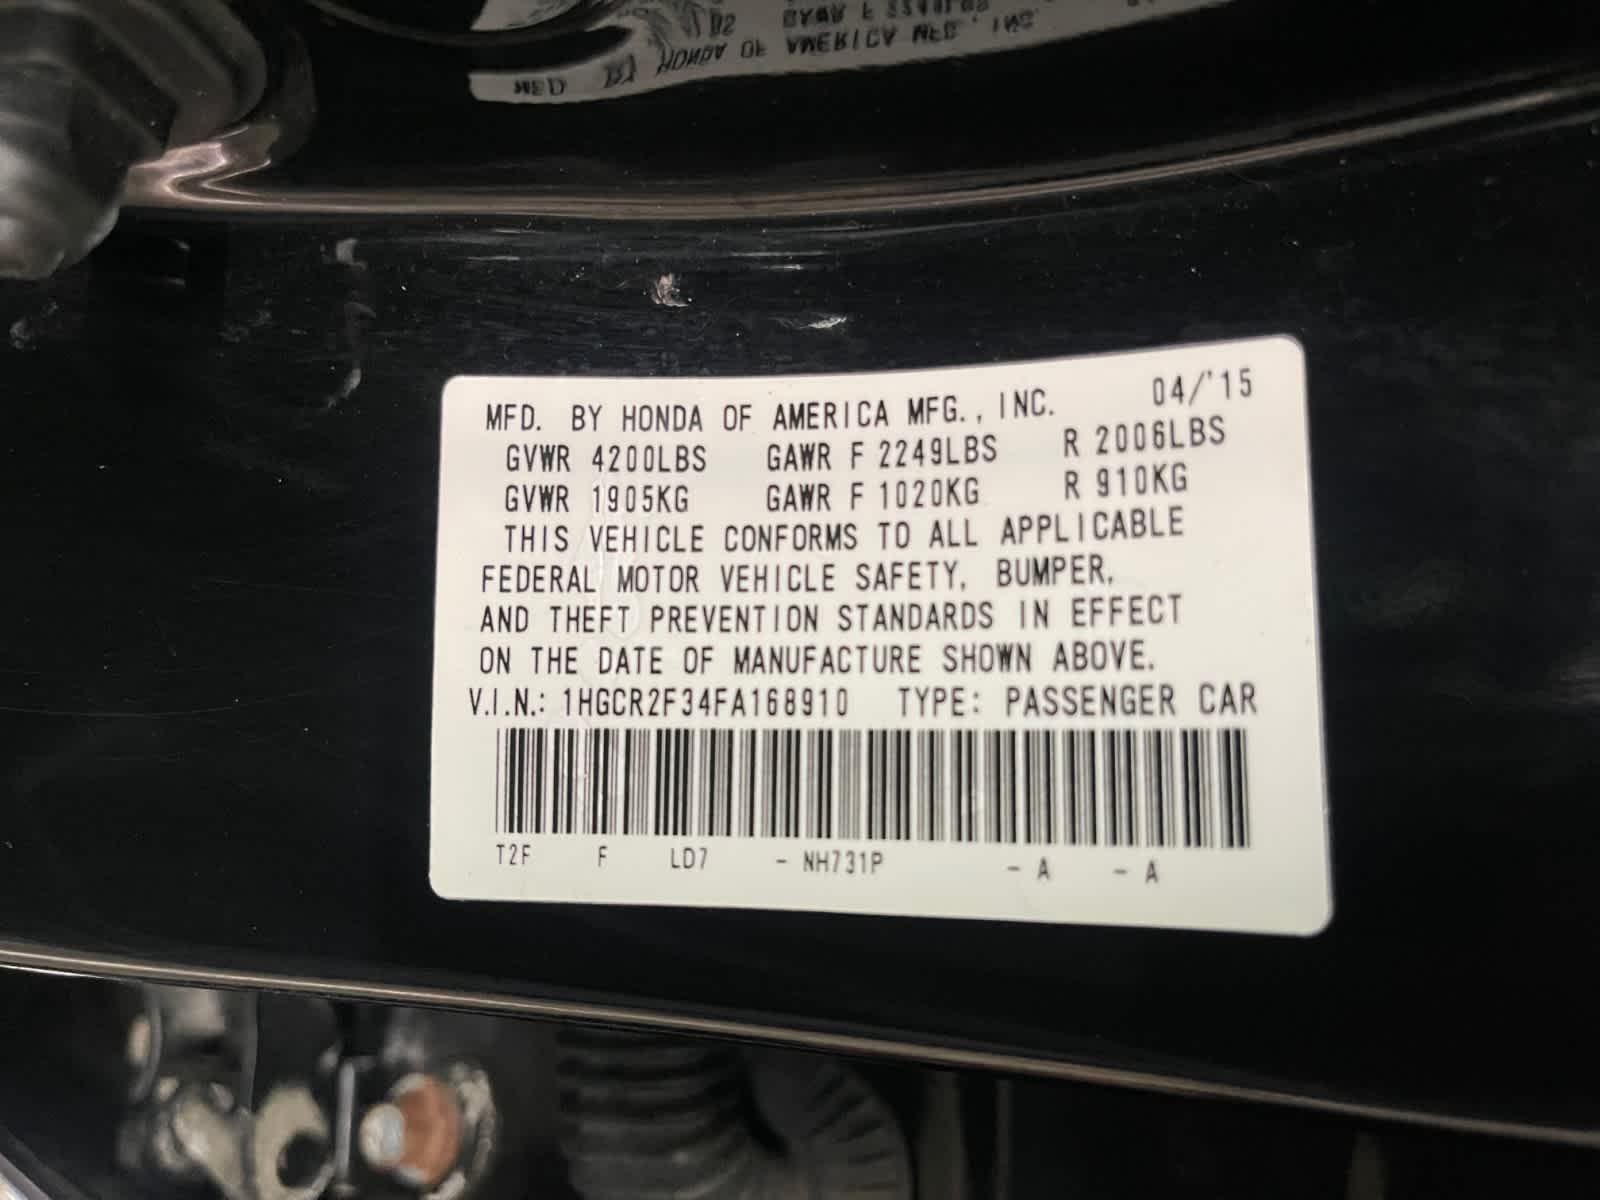 MFD. BY HONDA OF AMERICA MFG., INC. 04/'15
GVWR 4200LBS GAWR F 2249LBS R 2006LBS
GVWR 1905KG GAWR F 1020KG R 910KG
THIS VEHICLE CONFORMS TO ALL APPLICABLE
FEDERAL MOTOR VEHICLE SAFETY, BUMPER,
AND THEFT PREVENTION STANDARDS IN EFFECT
ON THE DATE OF MANUFACTURE SHOWN ABOVE.
V.I.N.: 1HGCR2F34FA168910 TYPE: PASSENGER CAR
T2F F LD7 - NH731P - A - A